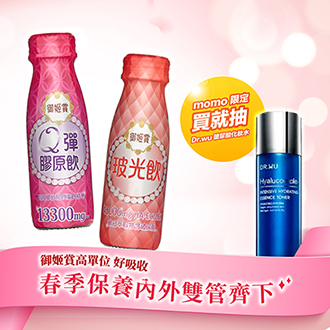 御姬賞
Q彈
膠原飲
13300mg
御姬賞
玻光飲
momo 限定
買就抽
Dr.wu 玻尿酸化妝水
DR.WU
INTENSIVE HYDRATING
ESSENCE TONER
御姬賞高單位 好吸收
春季保養內外雙管齊下